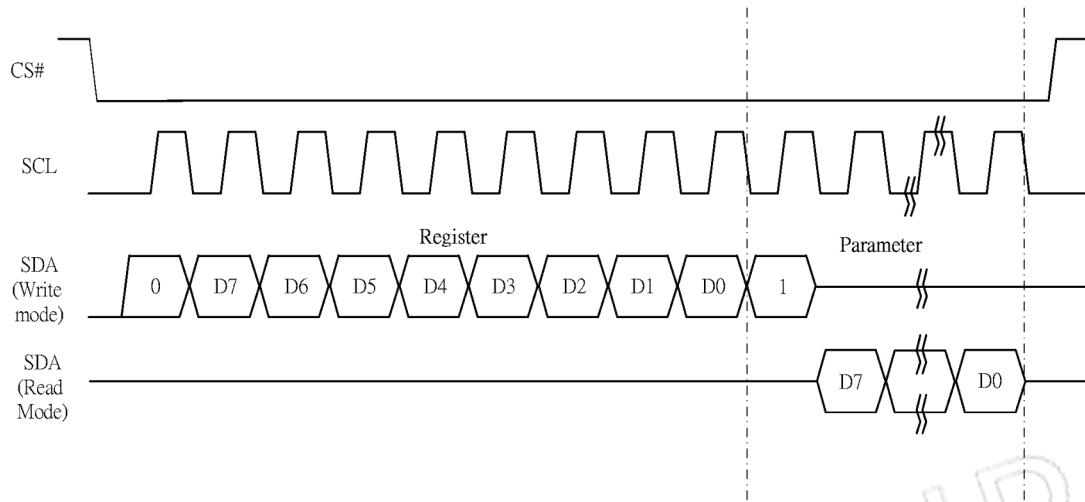 CS#
SCL
Register
Parameter
SDA
(Write
mode)
0 D7 D6 D5 D4 D3 D2 D1 D0 1
SDA
(Read
Mode)
D7 D0